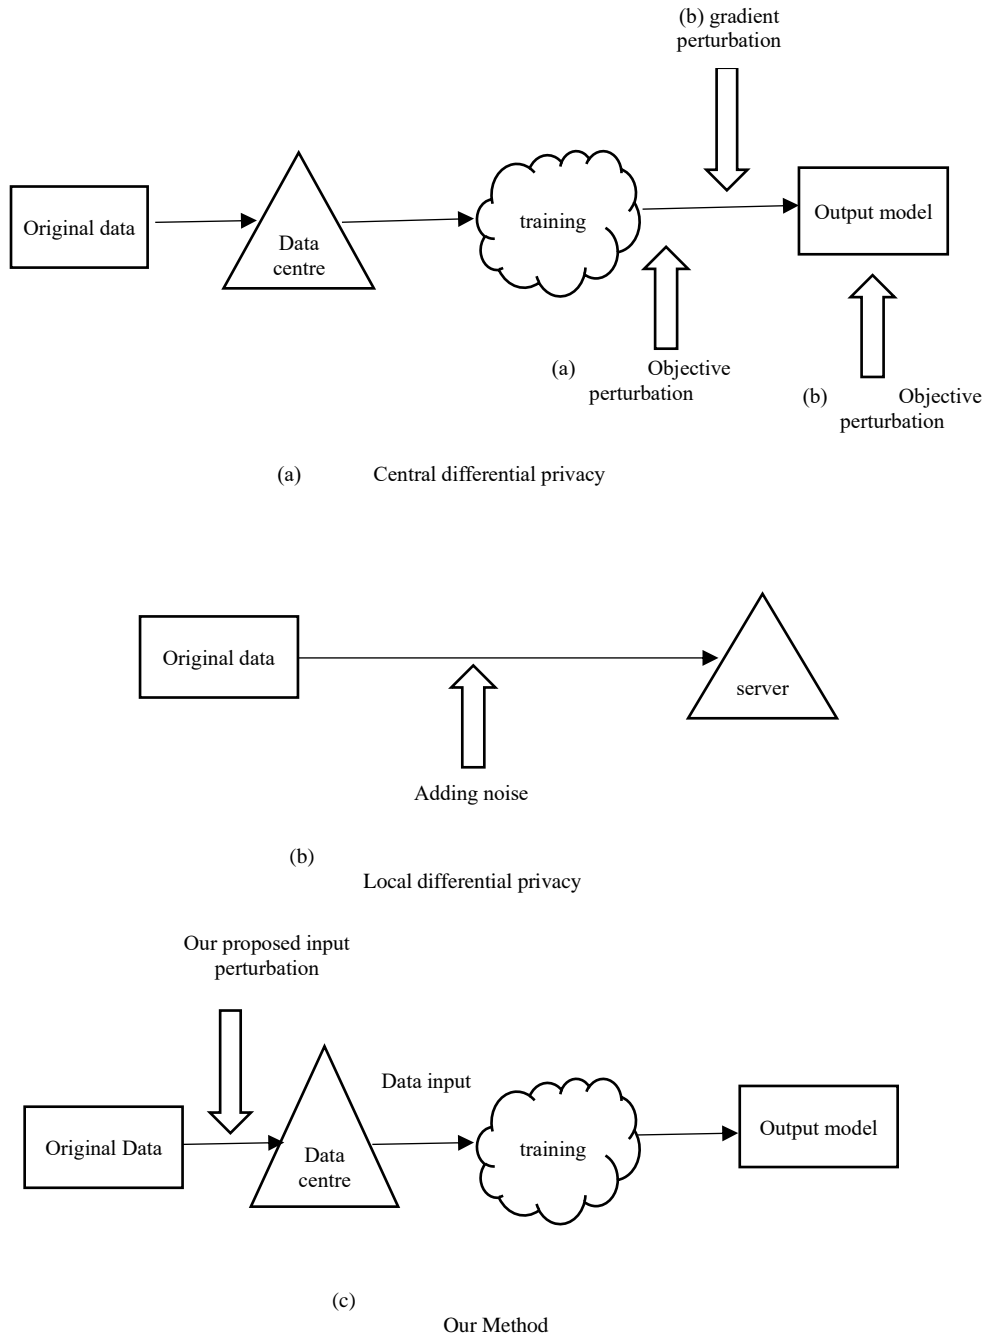 (b) gradient
perturbation
Original data
Data
centre
training
Output model
(a) Objective
perturbation
(b) Objective
perturbation
(a) Central differential privacy
Original data
server
Adding noise
(b)
Local differential privacy
Our proposed input
perturbation
Data input
Original Data
Data
centre
training
Output model
(c)
Our Method